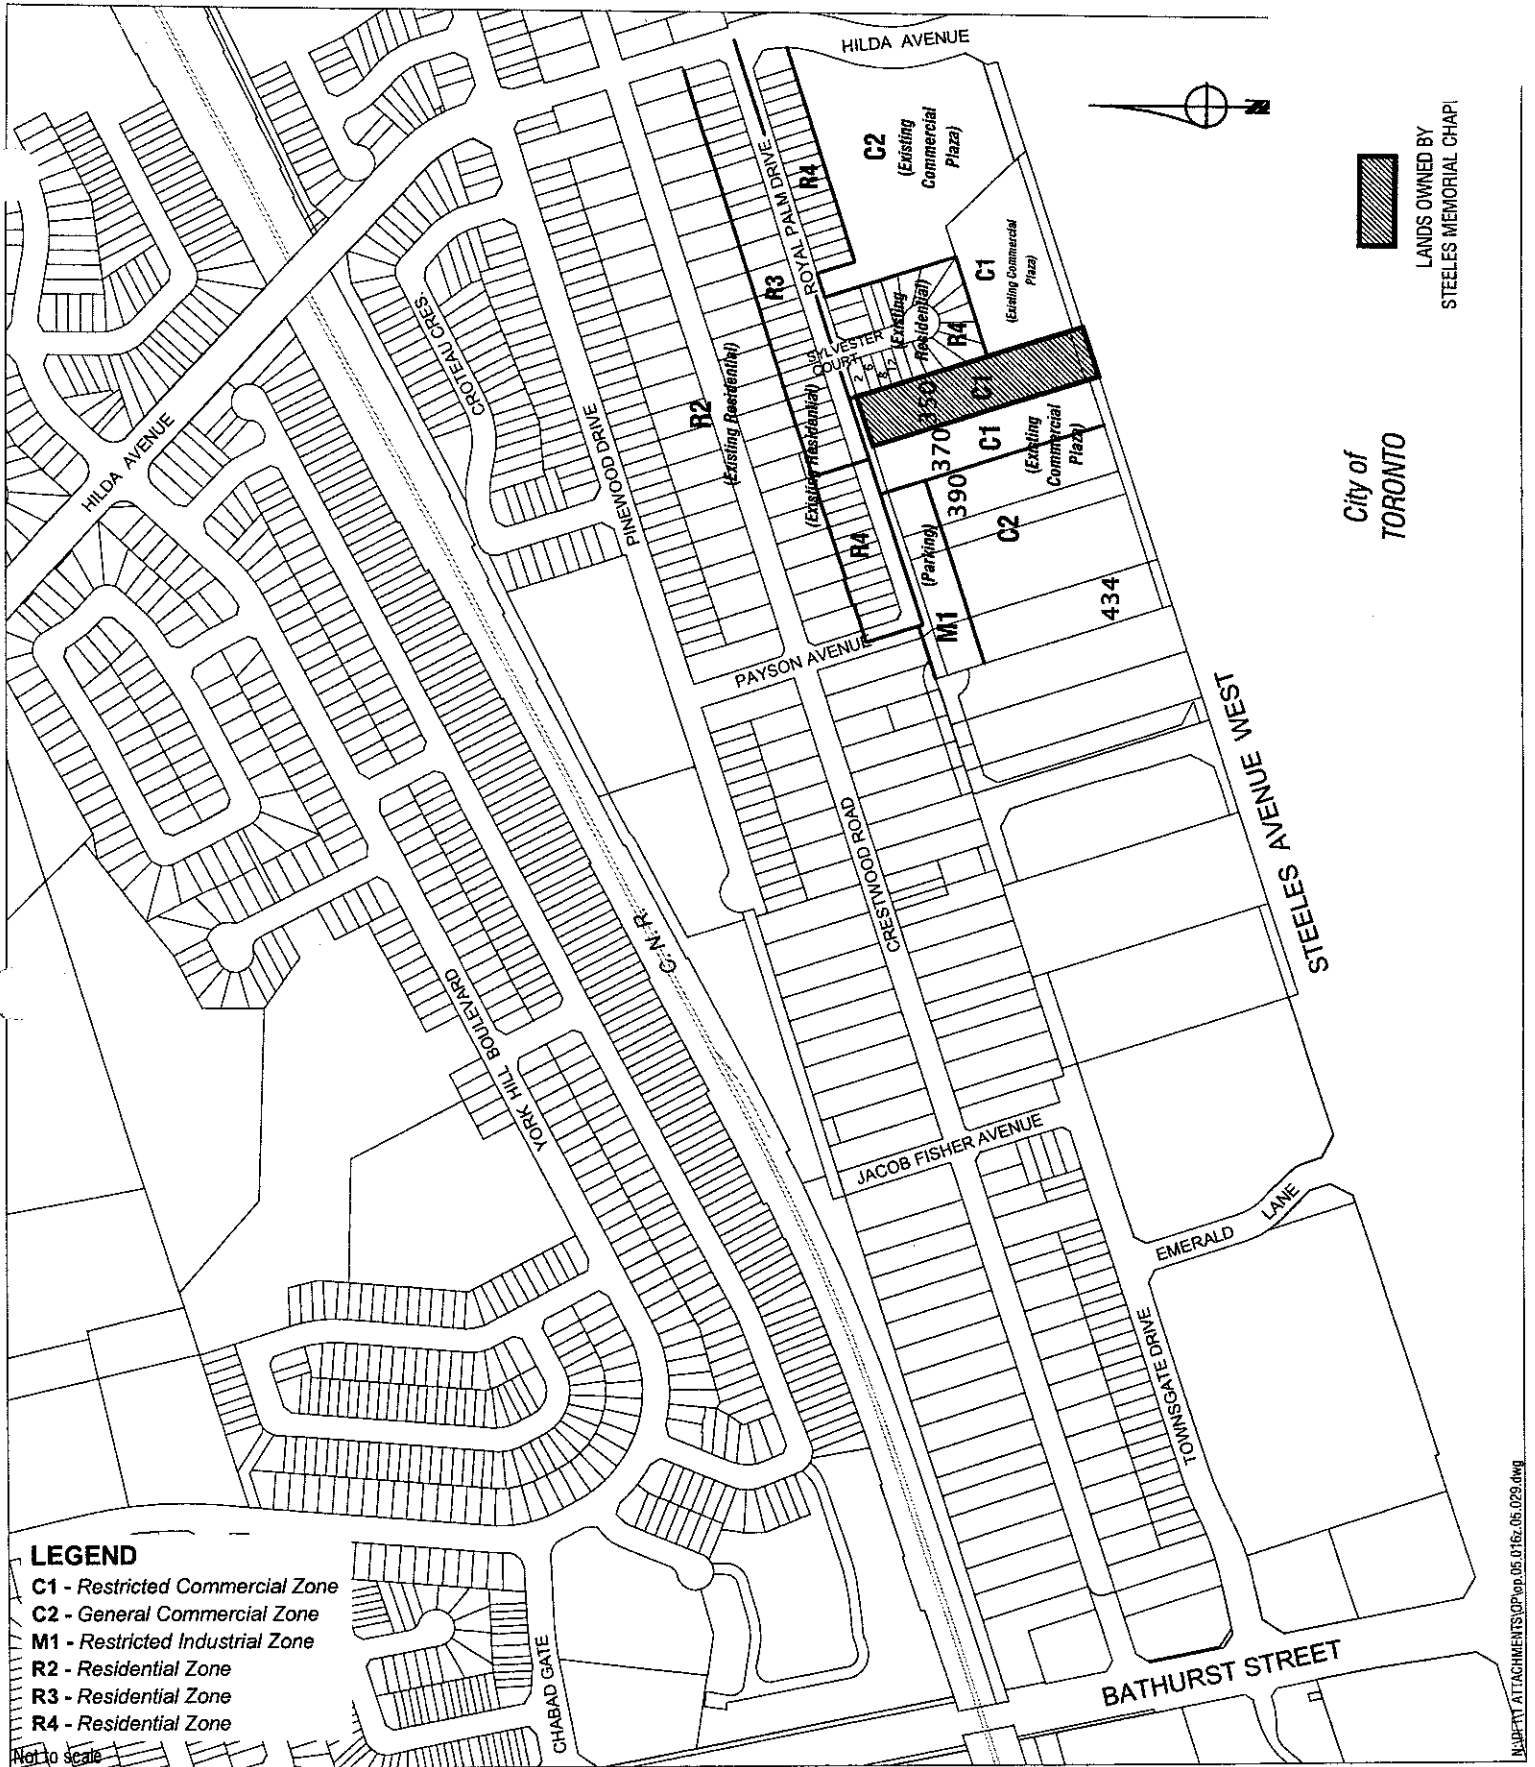 HILDA AVENUE
C2
(Existing
Commercial
Plaza)
R4
ROYAL PALM DRIVE
R3
C1
(Existing Commercial
Plaza)
(Existing
Residential)
R4
SYLVESTER
COURT
2
6
8
12
350
C1
370
C1
(Existing
Commercial
Plaza)
390
C2
R2
(Existing Residential)
(Existing Residential)
R4
(Parking)
M1
434
CROTEAU CRES.
PINEWOOD DRIVE
HILDA AVENUE
PAYSON AVENUE
CRESTWOOD ROAD
C. N. R.
YORK HILL BOULEVARD
STEELES AVENUE WEST
JACOB FISHER AVENUE
EMERALD
LANE
TOWNSGATE DRIVE
BATHURST STREET
CHABAD GATE
LANDS OWNED BY
STEELES MEMORIAL CHAP
City of
TORONTO
LEGEND
C1 - Restricted Commercial Zone
C2 - General Commercial Zone
M1 - Restricted Industrial Zone
R2 - Residential Zone
R3 - Residential Zone
R4 - Residential Zone
Not to scale